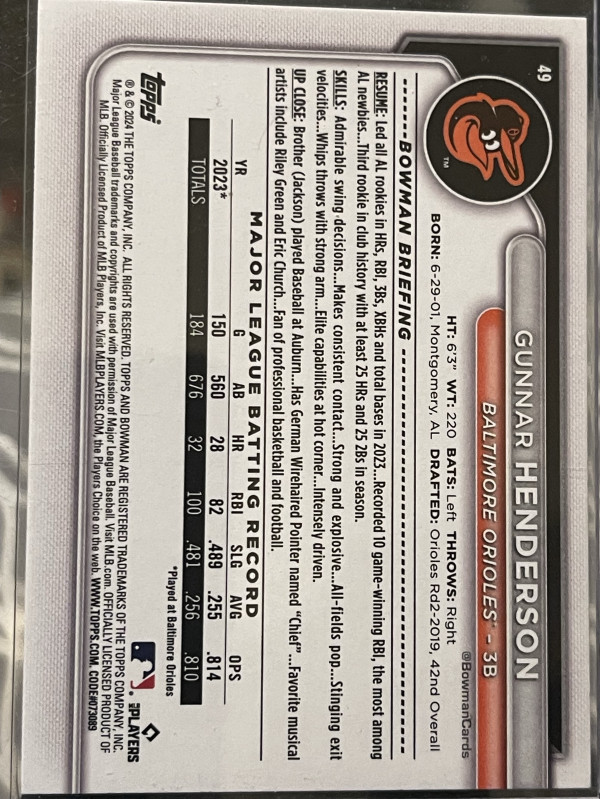 49
GUNNAR HENDERSON
BALTIMORE ORIOLES® – 3B
@BowmanCards
HT: 6'3" WT: 220 BATS: Left THROWS: Right
BORN: 6-29-01, Montgomery, AL DRAFTED: Orioles Rd2-2019, 42nd Overall
TM
BOWMAN BRIEFING
RESUME: Led all AL rookies in HRs, RBI, 3Bs, XBHs and total bases in 2023...Recorded 10 game-winning RBI, the most among
AL newbies...Third rookie in club history with at least 25 HRs and 25 2Bs in season.
SKILLS: Admirable swing decisions...Makes consistent contact...Strong and explosive...All-fields pop...Stinging exit
velocities...Whips throws with strong arm...Elite capabilities at hot corner...Intensely driven.
UP CLOSE: Brother (Jackson) played Baseball at Auburn...Has German Wirehaired Pointer named "Chief"...Favorite musical
artists include Riley Green and Eric Church...Fan of professional basketball and football.
MAJOR LEAGUE BATTING RECORD
YR G AB HR RBI SLG AVG OPS
2023* 150 560 28 82 .489 .255 .814
TOTALS 184 676 32 100 .481 .256 .810
*Played at Baltimore Orioles
topps
MLB PLAYERS
® & © 2024 THE TOPPS COMPANY, INC. ALL RIGHTS RESERVED. TOPPS AND BOWMAN ARE REGISTERED TRADEMARKS OF THE TOPPS COMPANY, INC.
Major League Baseball trademarks and copyrights are used with permission of Major League Baseball. Visit MLB.com. OFFICIALLY LICENSED PRODUCT OF
MLB. Officially Licensed Product of MLB Players, Inc. Visit MLBPLAYERS.COM, the Players Choice on the web. WWW.TOPPS.COM. CODE#073089